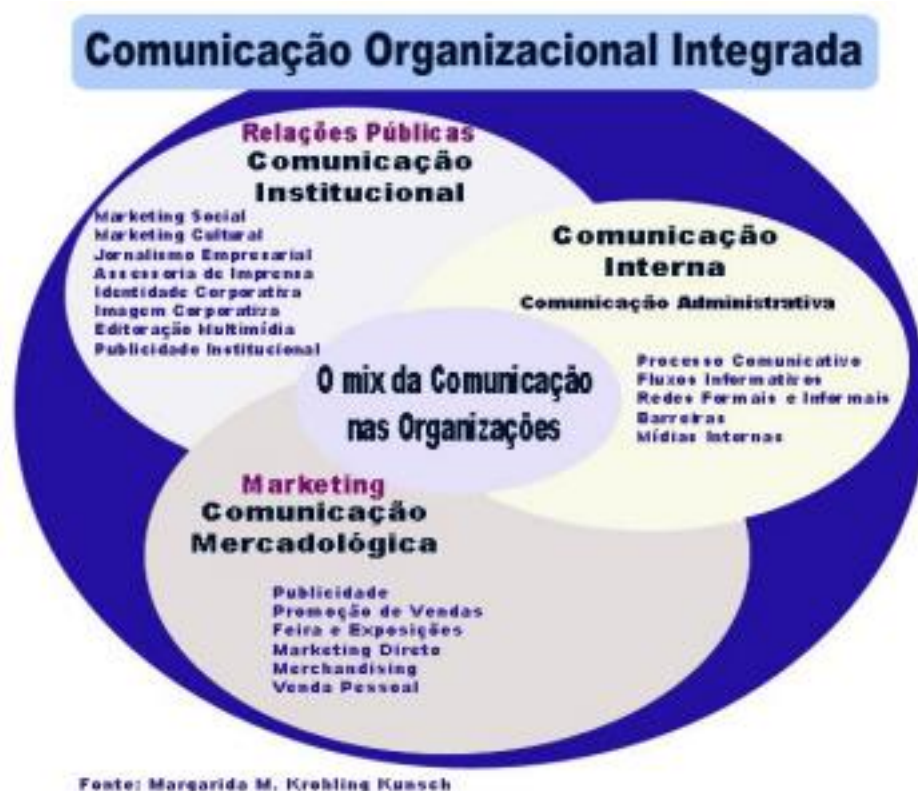 Comunicação Organizacional Integrada
Relações Públicas
Comunicação
Institucional
Marketing Social
Marketing Cultural
Jornalismo Empresarial
Assessoria de Imprensa
Identidade Corporativa
Imagem Corporativa
Editoração Multimídia
Publicidade Institucional
Comunicação
Interna
Comunicação Administrativa
Processo Comunicativo
Fluxos Informativos
Redes Formais e Informais
Barreiras
Mídias Internas
O mix da Comunicação
nas Organizações
Marketing
Comunicação
Mercadológica
Publicidade
Promoção de Vendas
Feira e Exposições
Marketing Direto
Merchandising
Venda Pessoal
Fonte: Margarida M. Krohling Kunsch